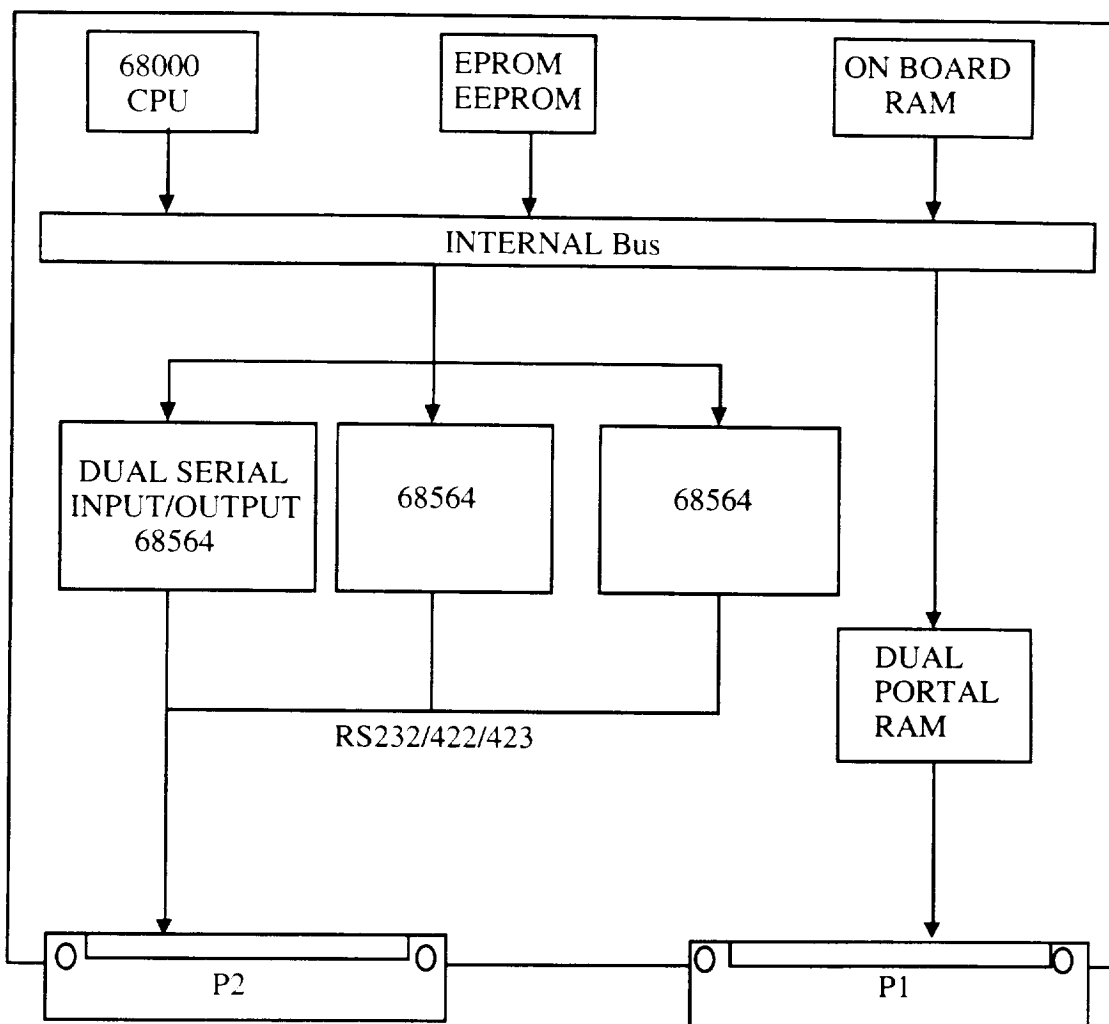 68000
CPU
EPROM
EEPROM
ON BOARD
RAM
INTERNAL Bus
DUAL SERIAL
INPUT/OUTPUT
68564
68564
68564
DUAL
PORTAL
RAM
RS232/422/423
P2
P1